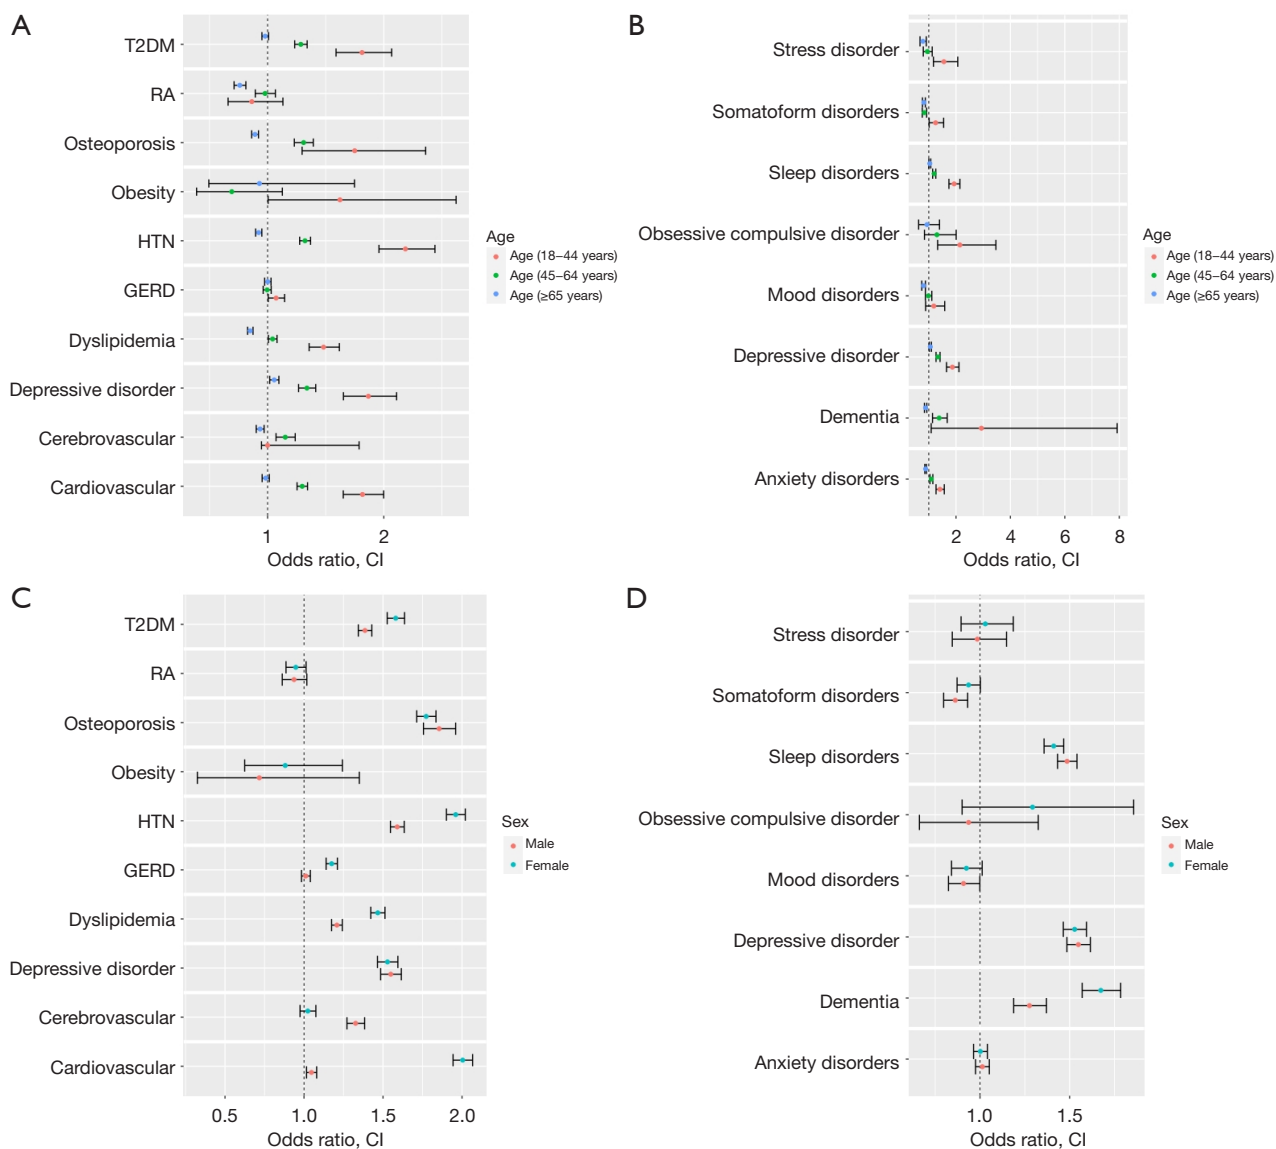 A
T2DM
RA
Osteoporosis
Obesity
HTN
GERD
Dyslipidemia
Depressive disorder
Cerebrovascular
Cardiovascular
1
2
Odds ratio, CI
Age
Age (18–44 years)
Age (45–64 years)
Age (≥65 years)
B
Stress disorder
Somatoform disorders
Sleep disorders
Obsessive compulsive disorder
Mood disorders
Depressive disorder
Dementia
Anxiety disorders
2
4
6
8
Odds ratio, CI
Age
Age (18–44 years)
Age (45–64 years)
Age (≥65 years)
C
T2DM
RA
Osteoporosis
Obesity
HTN
GERD
Dyslipidemia
Depressive disorder
Cerebrovascular
Cardiovascular
0.5
1.0
1.5
2.0
Odds ratio, CI
Sex
Male
Female
D
Stress disorder
Somatoform disorders
Sleep disorders
Obsessive compulsive disorder
Mood disorders
Depressive disorder
Dementia
Anxiety disorders
1.0
1.5
Odds ratio, CI
Sex
Male
Female